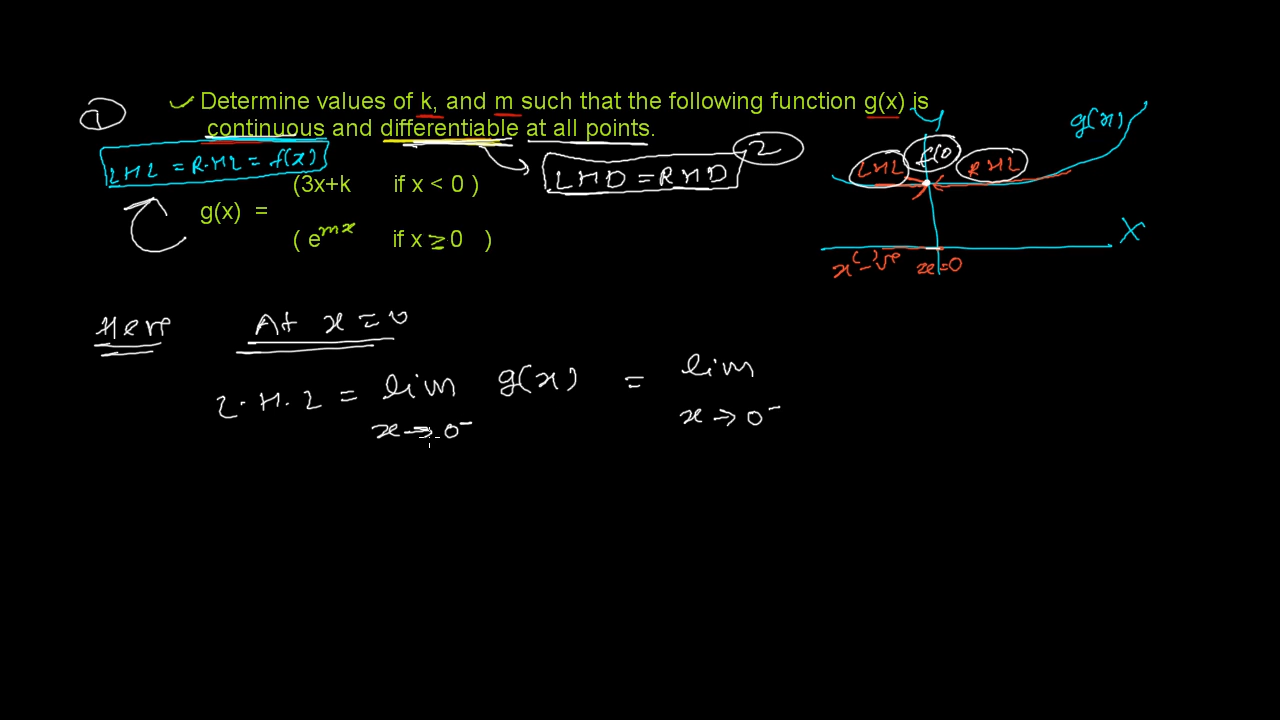 ① Determine values of k, and m such that the following function g(x) is
continuous and differentiable at all points.
LHL = R.HL = f(x)
LHD = RHD ②
(3x+k if x < 0 )
g(x) =
( e^mx if x ≥ 0 )
Y
g(x)
LHL f(0) RHL
X
x=0
Here At x = 0
L.H.L = lim g(x) = lim
x → 0⁻ x → 0⁻